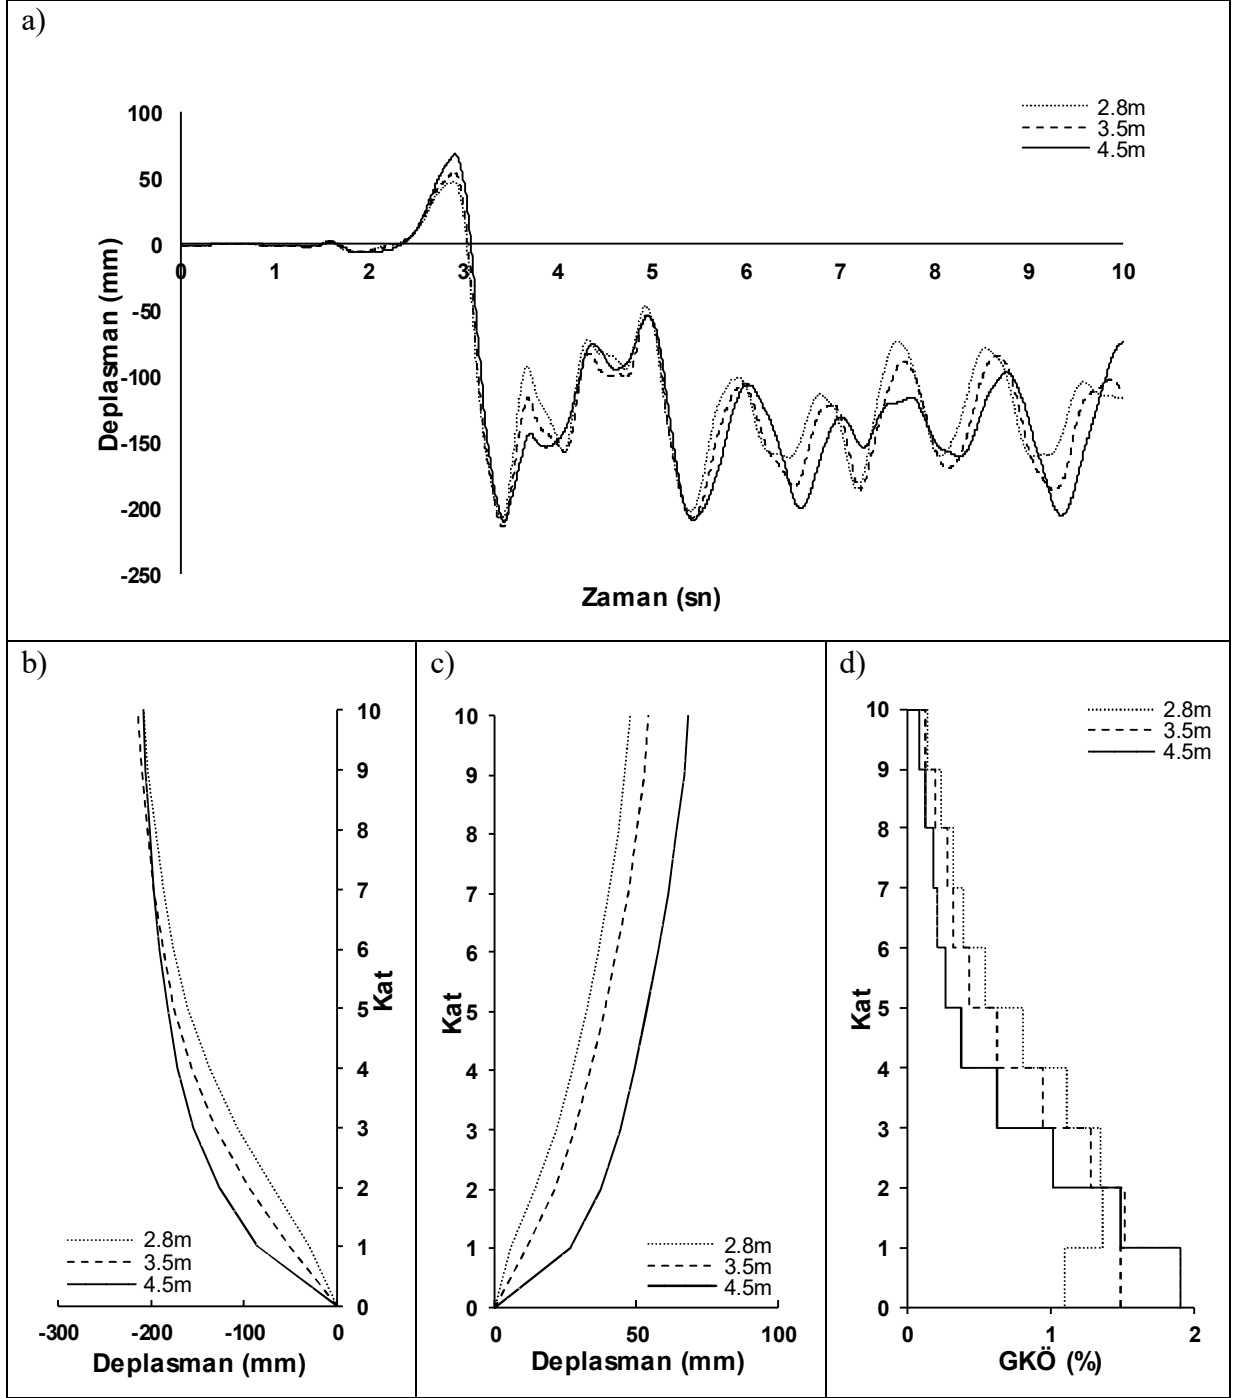 a)
100
50
0
-50
-100
-150
-200
-250
Deplasman (mm)
0 1 2 3 4 5 6 7 8 9 10
Zaman (sn)
2.8m
3.5m
4.5m
b)
10
9
8
7
6
5
4
3
2
1
0
Kat
2.8m
3.5m
4.5m
-300 -200 -100 0
Deplasman (mm)
c)
10
9
8
7
6
5
4
3
2
1
0
Kat
2.8m
3.5m
4.5m
0 50 100
Deplasman (mm)
d)
2.8m
3.5m
4.5m
10
9
8
7
6
5
4
3
2
1
0
Kat
0 1 2
GKÖ (%)